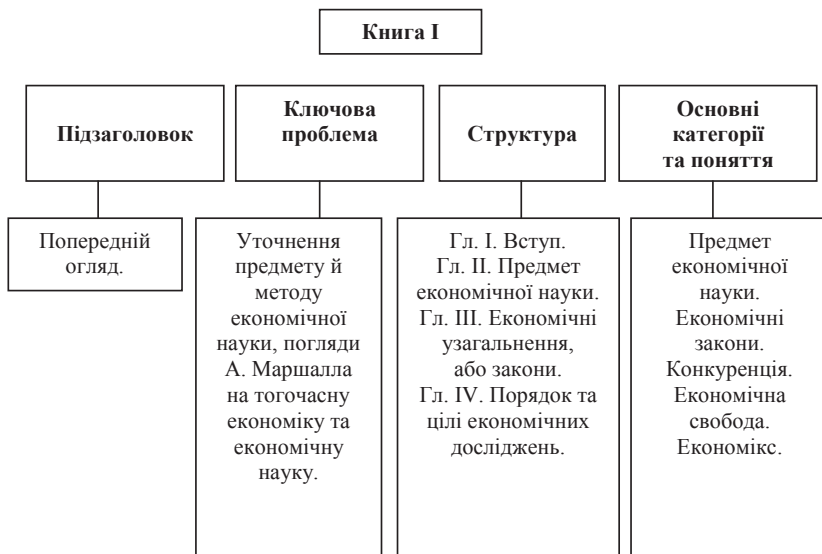 Книга I
Підзаголовок
Ключова
проблема
Структура
Основні
категорії
та поняття
Попередній
огляд.
Уточнення
предмету й
методу
економічної
науки, погляди
А. Маршалла
на тогочасну
економіку та
економічну
науку.
Гл. I. Вступ.
Гл. II. Предмет
економічної науки.
Гл. III. Економічні
узагальнення,
або закони.
Гл. IV. Порядок та
цілі економічних
досліджень.
Предмет
економічної
науки.
Економічні
закони.
Конкуренція.
Економічна
свобода.
Економікс.